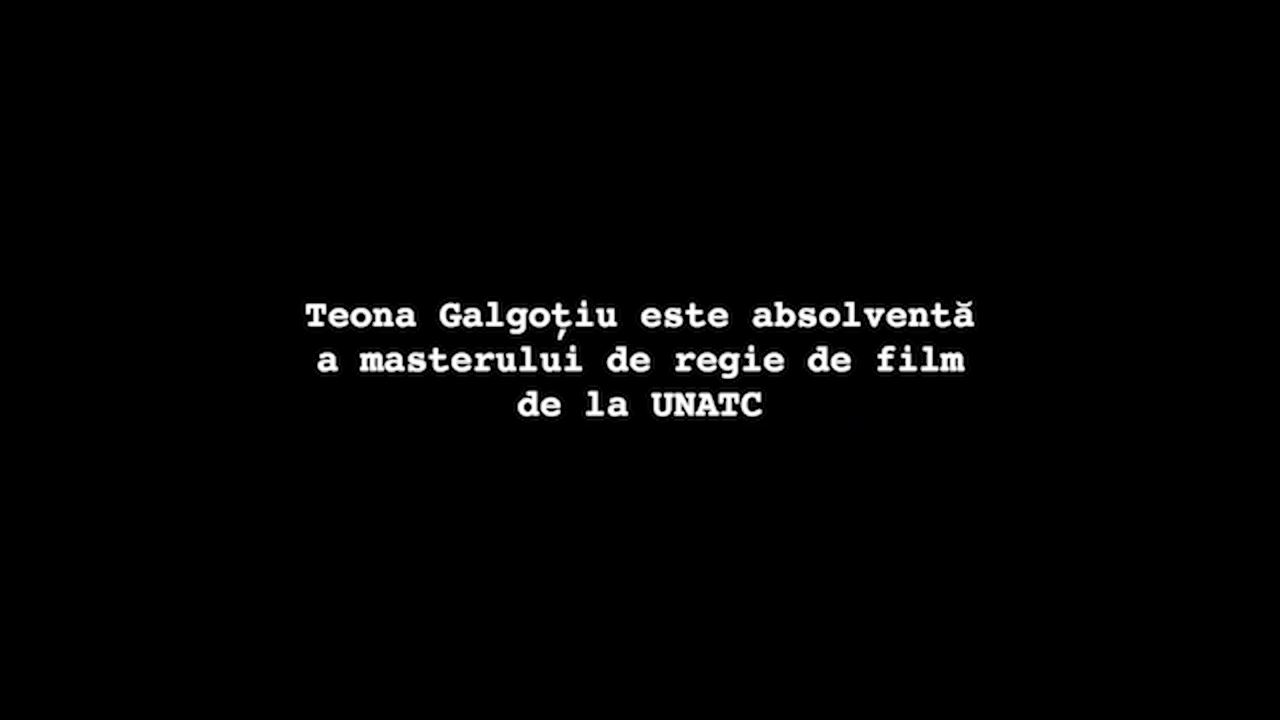 Teona Galgoțiu este absolventă
a masterului de regie de film
de la UNATC